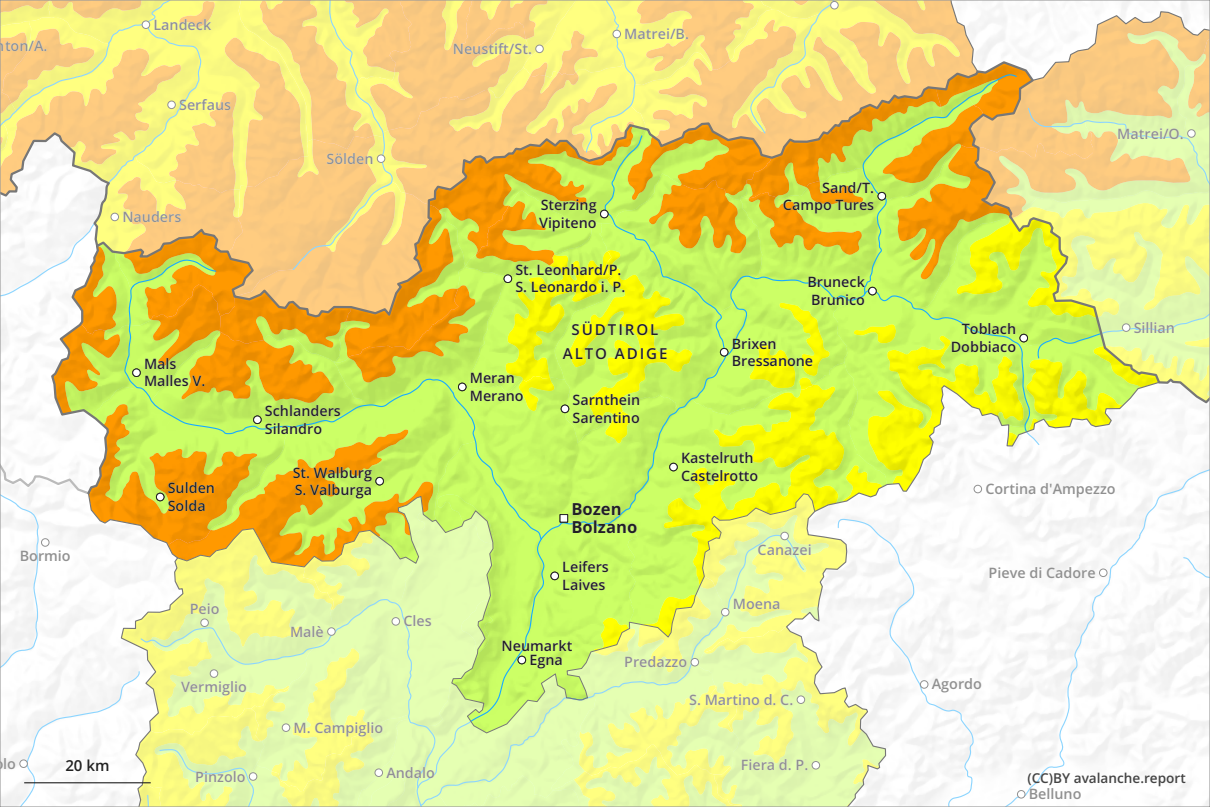 Landeck
Matrei/B.
nton/A.
Neustift/St.
Serfaus
Matrei/O.
Sölden
Sand/T.
Campo Tures
Sterzing
Vipiteno
Nauders
St. Leonhard/P.
S. Leonardo i. P.
Bruneck
Brunico
SÜDTIROL
ALTO ADIGE
Toblach
Dobbiaco
Sillian
Brixen
Bressanone
Mals
Malles V.
Meran
Merano
Sarnthein
Sarentino
Schlanders
Silandro
Kastelruth
Castelrotto
St. Walburg
S. Valburga
Sulden
Solda
Cortina d'Ampezzo
Bozen
Bolzano
Bormio
Canazei
Leifers
Laives
Pieve di Cadore
Peio
Moena
Malè
Cles
Neumarkt
Egna
Predazzo
Vermiglio
Agordo
S. Martino d. C.
M. Campiglio
olo
20 km
Pinzolo
Andalo
Fiera d. P.
(CC)BY avalanche.report
Belluno